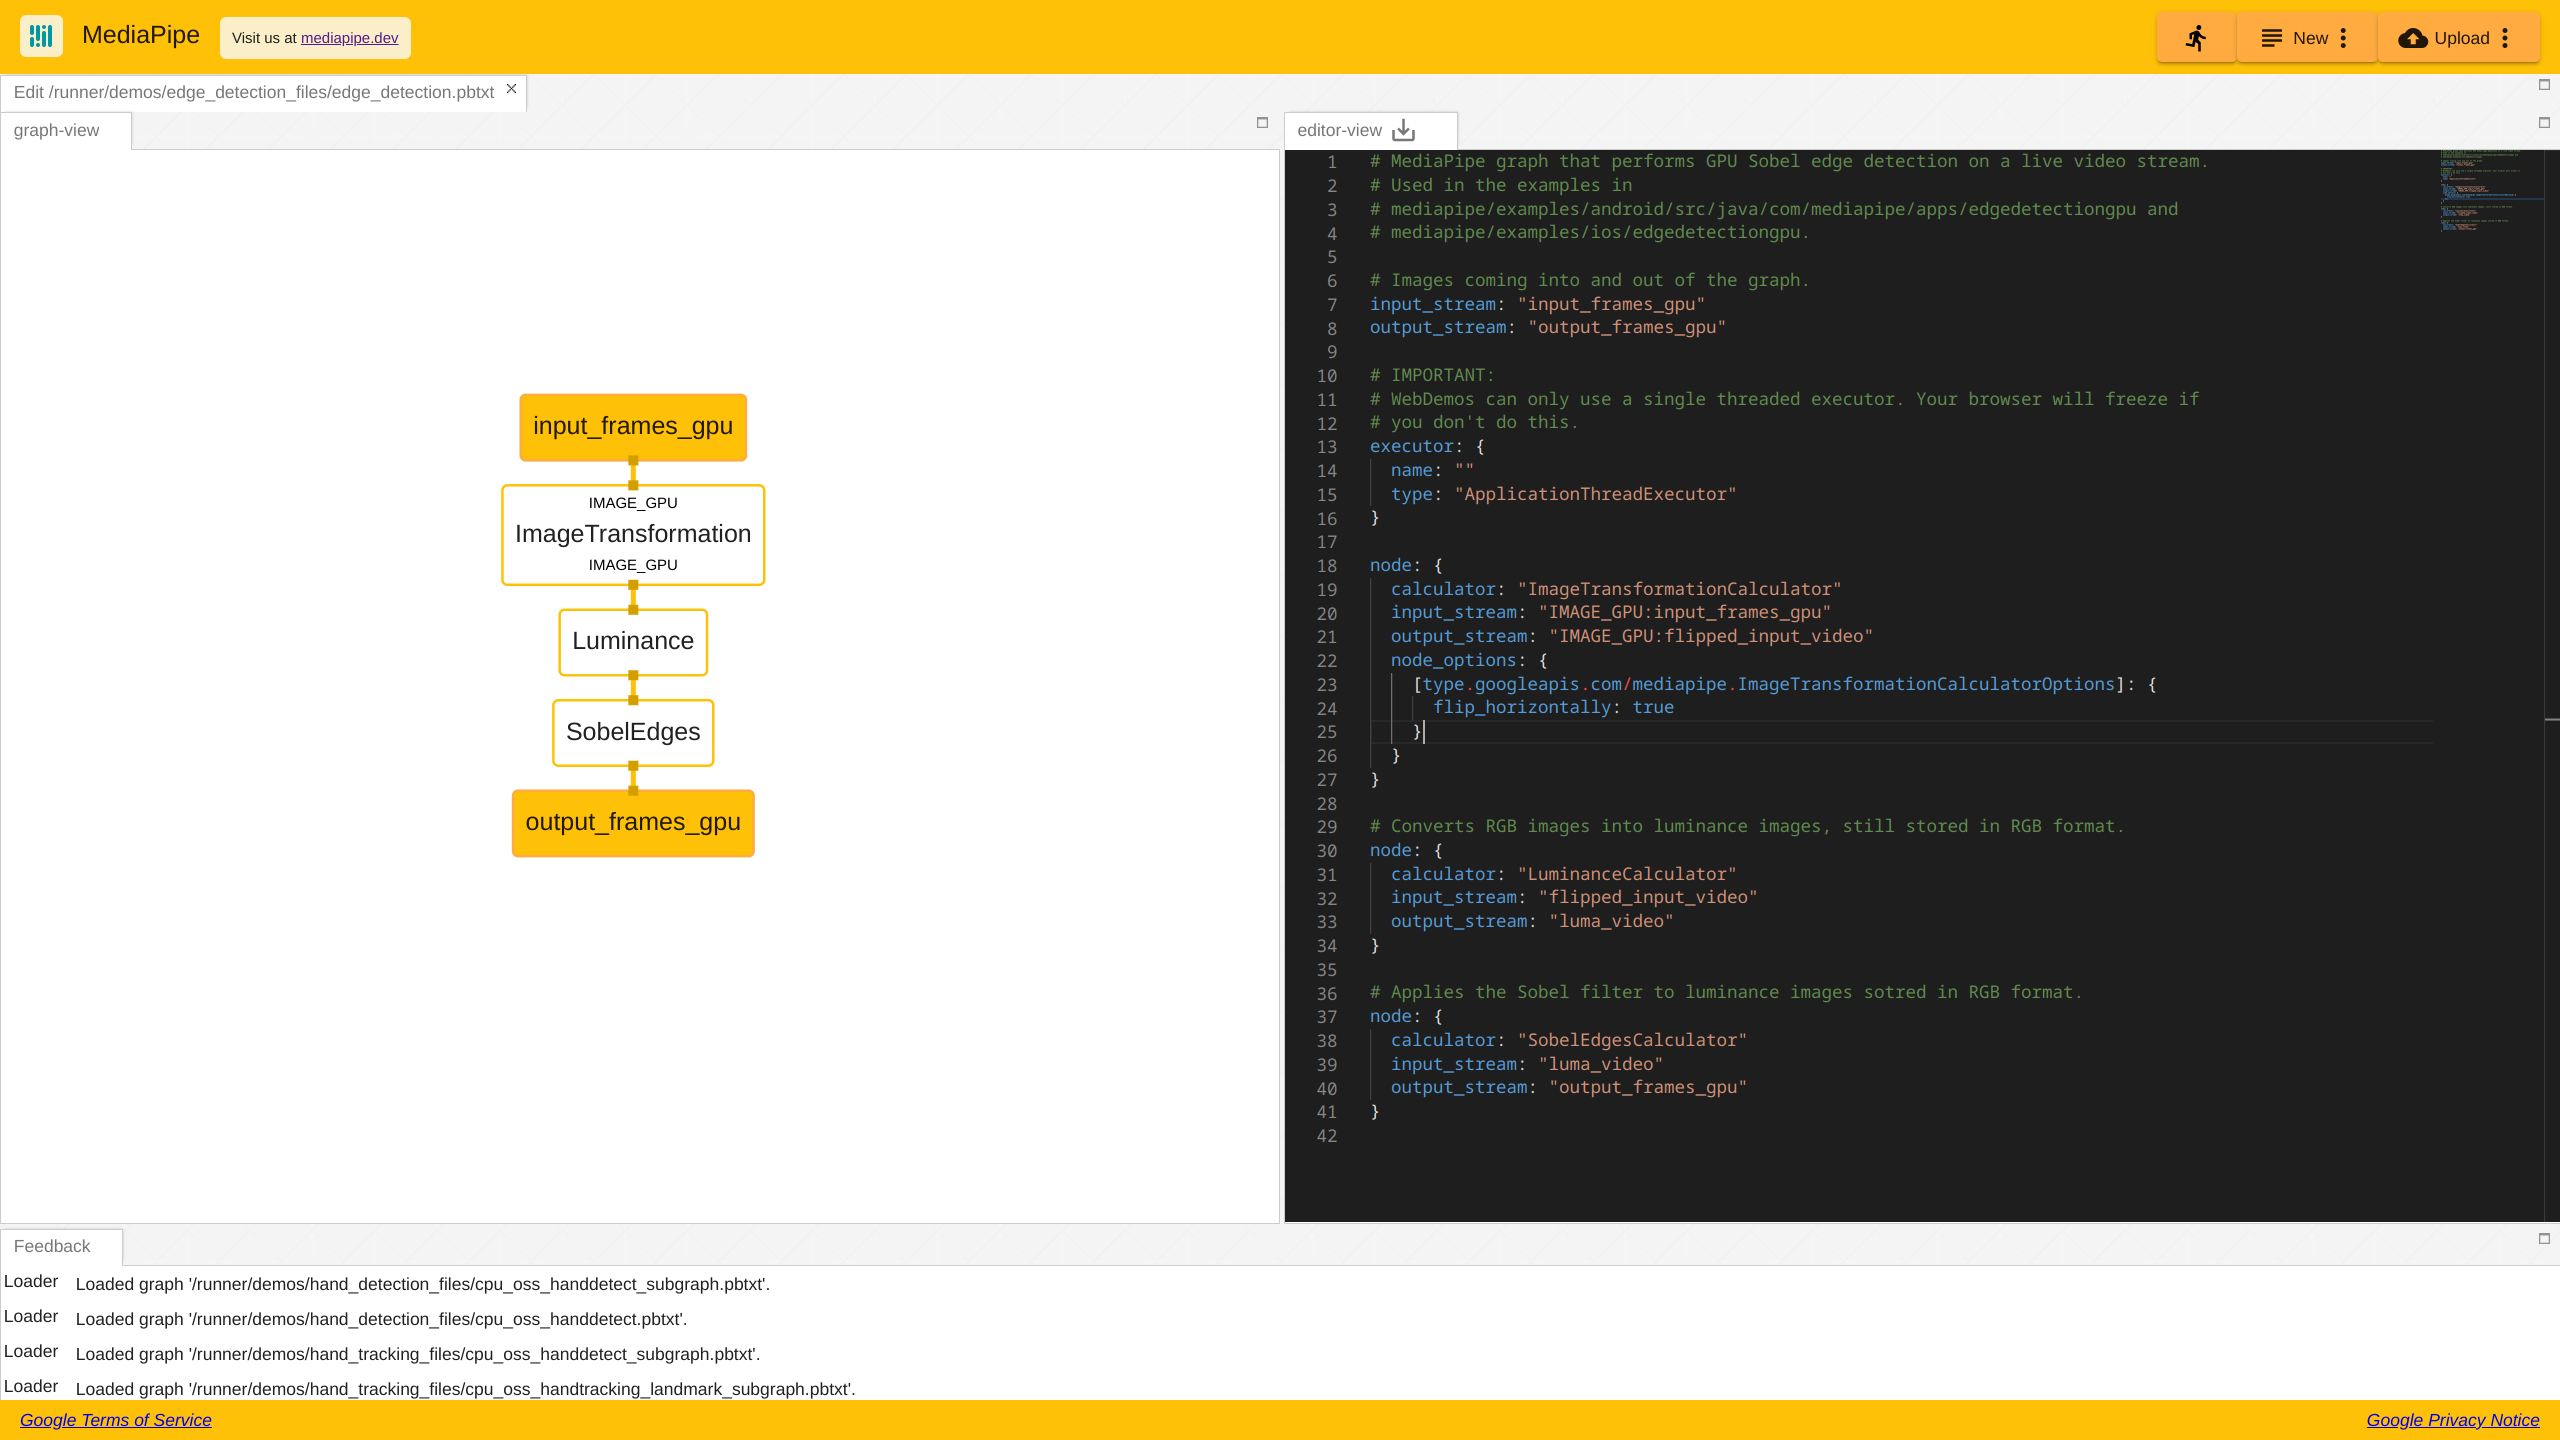 MediaPipe
Visit us at mediapipe.dev
New
Upload
Edit /runner/demos/edge_detection_files/edge_detection.pbtxt
graph-view
input_frames_gpu
IMAGE_GPU
ImageTransformation
IMAGE_GPU
Luminance
SobelEdges
output_frames_gpu
editor-view
1 # MediaPipe graph that performs GPU Sobel edge detection on a live video stream.
2 # Used in the examples in
3 # mediapipe/examples/android/src/java/com/mediapipe/apps/edgedetectiongpu and
4 # mediapipe/examples/ios/edgedetectiongpu.
5
6 # Images coming into and out of the graph.
7 input_stream: "input_frames_gpu"
8 output_stream: "output_frames_gpu"
9
10 # IMPORTANT:
11 # WebDemos can only use a single threaded executor. Your browser will freeze if
12 # you don't do this.
13 executor: {
14 name: ""
15 type: "ApplicationThreadExecutor"
16 }
17
18 node: {
19 calculator: "ImageTransformationCalculator"
20 input_stream: "IMAGE_GPU:input_frames_gpu"
21 output_stream: "IMAGE_GPU:flipped_input_video"
22 node_options: {
23 [type.googleapis.com/mediapipe.ImageTransformationCalculatorOptions]: {
24 flip_horizontally: true
25 }
26 }
27 }
28
29 # Converts RGB images into luminance images, still stored in RGB format.
30 node: {
31 calculator: "LuminanceCalculator"
32 input_stream: "flipped_input_video"
33 output_stream: "luma_video"
34 }
35
36 # Applies the Sobel filter to luminance images sotred in RGB format.
37 node: {
38 calculator: "SobelEdgesCalculator"
39 input_stream: "luma_video"
40 output_stream: "output_frames_gpu"
41 }
42
Feedback
Loader Loaded graph '/runner/demos/hand_detection_files/cpu_oss_handdetect_subgraph.pbtxt'.
Loader Loaded graph '/runner/demos/hand_detection_files/cpu_oss_handdetect.pbtxt'.
Loader Loaded graph '/runner/demos/hand_tracking_files/cpu_oss_handdetect_subgraph.pbtxt'.
Loader Loaded graph '/runner/demos/hand_tracking_files/cpu_oss_handtracking_landmark_subgraph.pbtxt'.
Google Terms of Service
Google Privacy Notice